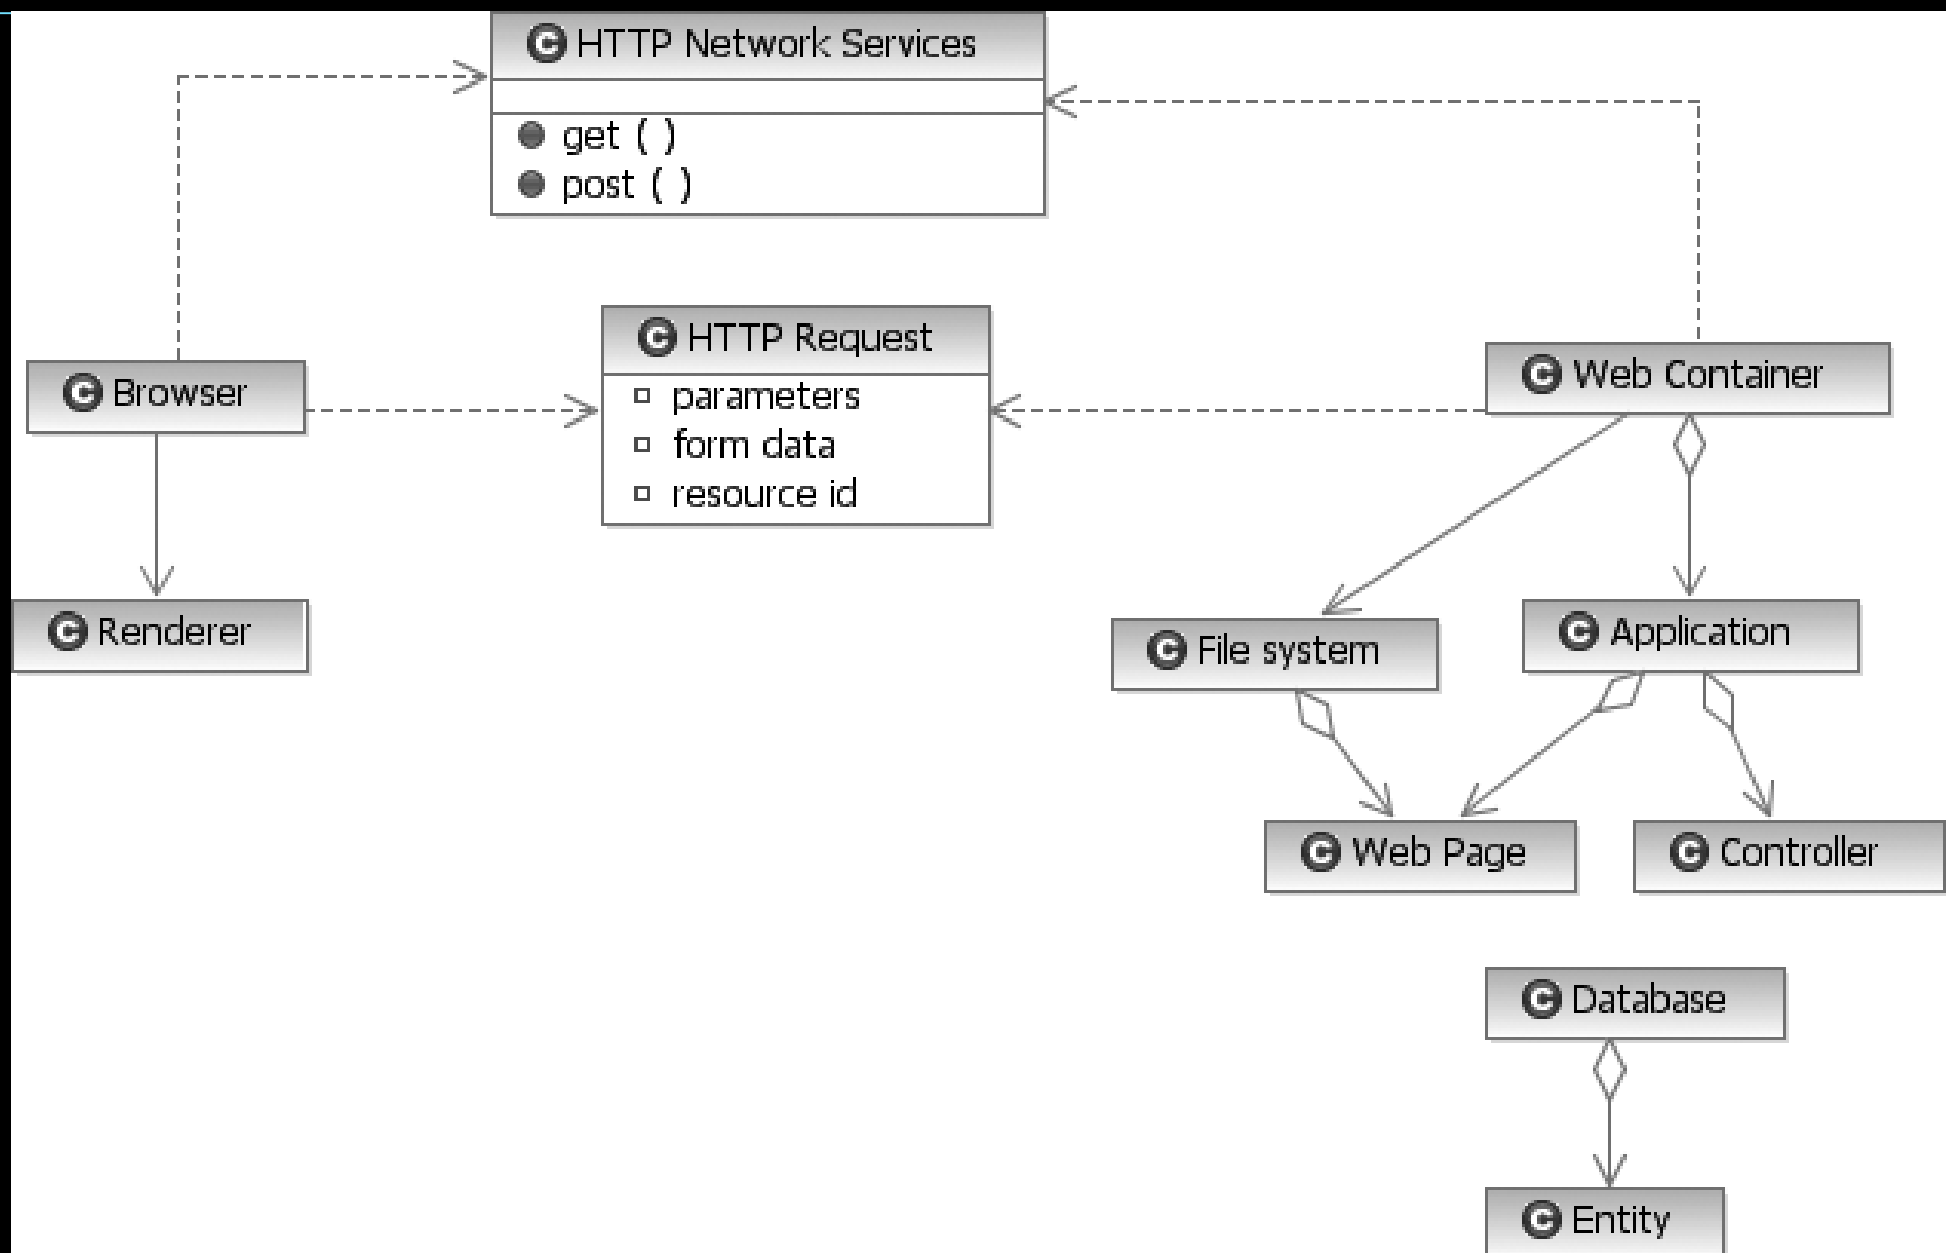 HTTP Network Services
get ( )
post ( )
HTTP Request
parameters
form data
resource id
Browser
Web Container
Renderer
File system
Application
Web Page
Controller
Database
Entity